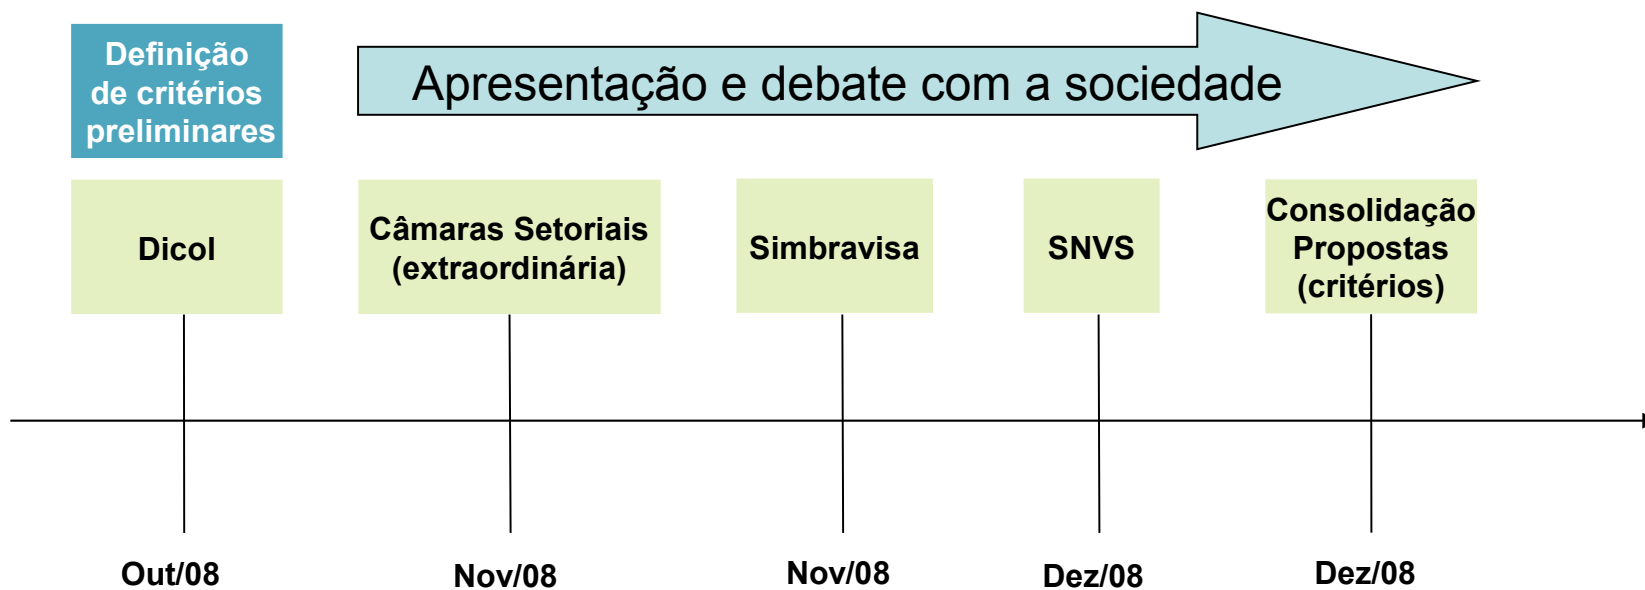 Definição
de critérios
preliminares
Apresentação e debate com a sociedade
Dicol
Câmaras Setoriais
(extraordinária)
Simbravisa
SNVS
Consolidação
Propostas
(critérios)
Out/08
Nov/08
Nov/08
Dez/08
Dez/08